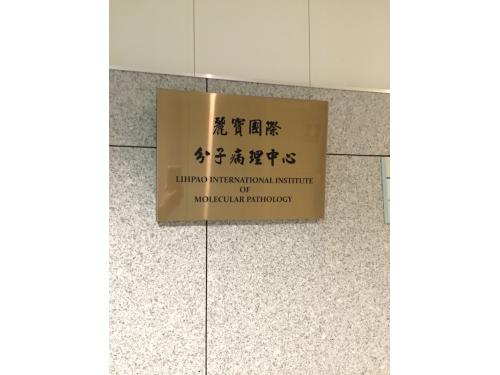 麗寶國際
分子病理中心
LIHPAO INTERNATIONAL INSTITUTE
OF
MOLECULAR PATHOLOGY